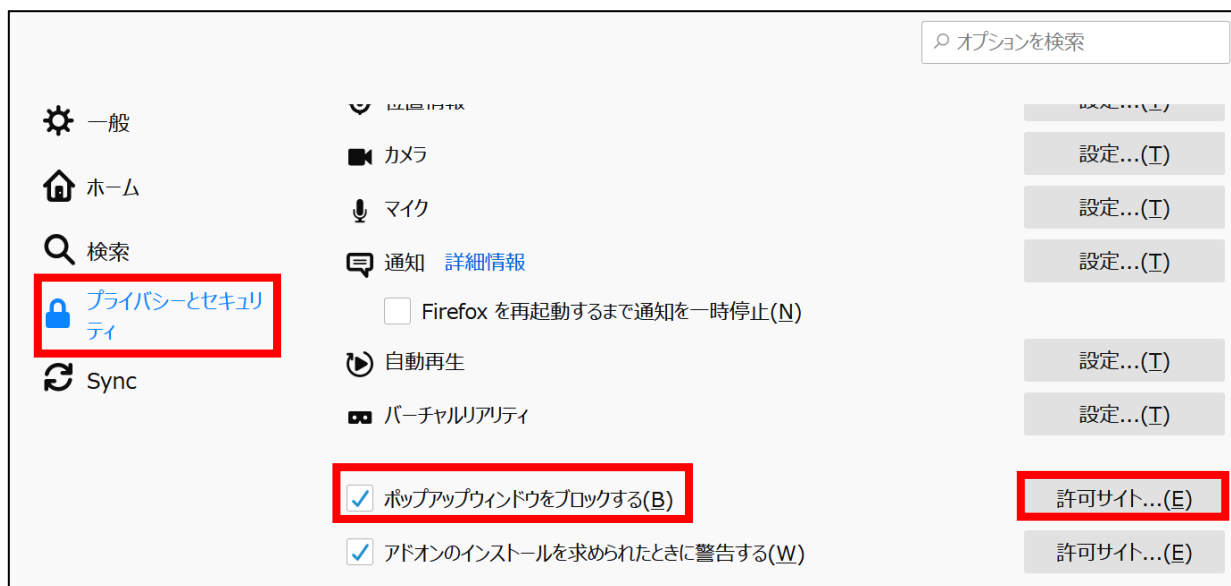 オプションを検索
位置情報
設定...(T)
一般
カメラ
設定...(T)
ホーム
マイク
設定...(T)
検索
通知 詳細情報
設定...(T)
プライバシーとセキュリ
ティ
Firefox を再起動するまで通知を一時停止(N)
Sync
自動再生
設定...(T)
バーチャルリアリティ
設定...(T)
ポップアップウィンドウをブロックする(B)
許可サイト...(E)
アドオンのインストールを求められたときに警告する(W)
許可サイト...(E)